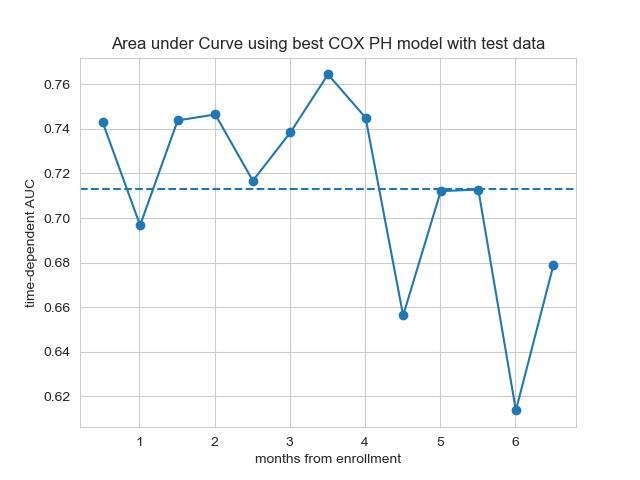 Area under Curve using best COX PH model with test data
0.76
0.74
0.72
0.70
0.68
0.66
0.64
0.62
time-dependent AUC
1 2 3 4 5 6
months from enrollment